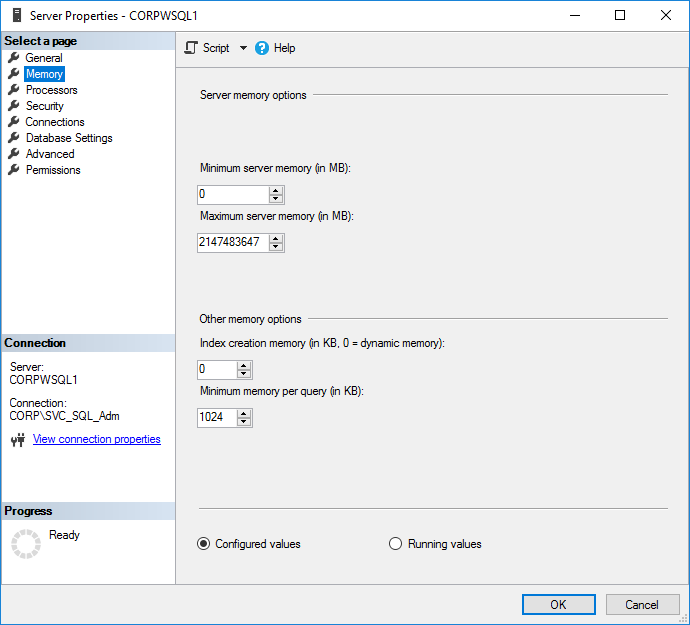 Server Properties - CORPWSQL1
Select a page
General
Memory
Processors
Security
Connections
Database Settings
Advanced
Permissions
Connection
Server:
CORPWSQL1
Connection:
CORP\SVC_SQL_Adm
View connection properties
Progress
Ready
Script
Help
Server memory options
Minimum server memory (in MB):
0
Maximum server memory (in MB):
2147483647
Other memory options
Index creation memory (in KB, 0 = dynamic memory):
0
Minimum memory per query (in KB):
1024
Configured values
Running values
OK
Cancel